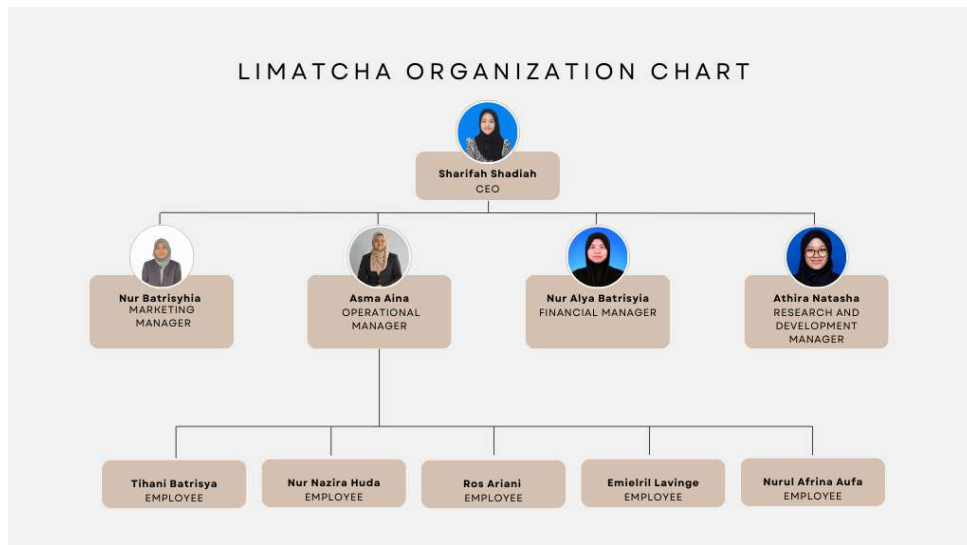 LIMATCHA ORGANIZATION CHART
Sharifah Shadiah
CEO
Nur Batrisyhia
MARKETING
MANAGER
Asma Aina
OPERATIONAL
MANAGER
Nur Alya Batrisyia
FINANCIAL MANAGER
Athira Natasha
RESEARCH AND
DEVELOPMENT
MANAGER
Tihani Batrisya
EMPLOYEE
Nur Nazira Huda
EMPLOYEE
Ros Ariani
EMPLOYEE
Emielril Lavinge
EMPLOYEE
Nurul Afrina Aufa
EMPLOYEE